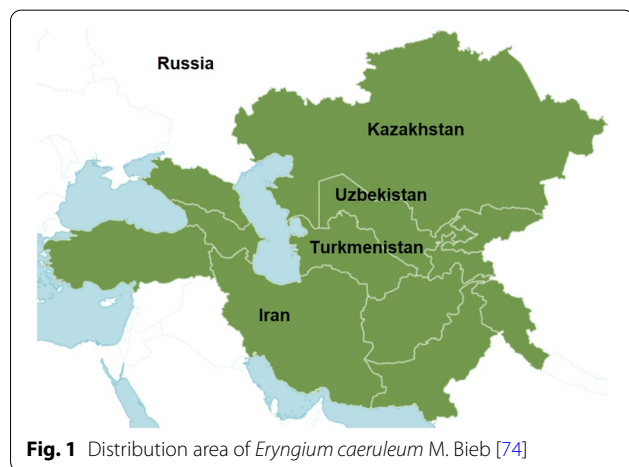 Russia
Kazakhstan
Uzbekistan
Turkmenistan
Iran
Fig. 1 Distribution area of Eryngium caeruleum M. Bieb [74]